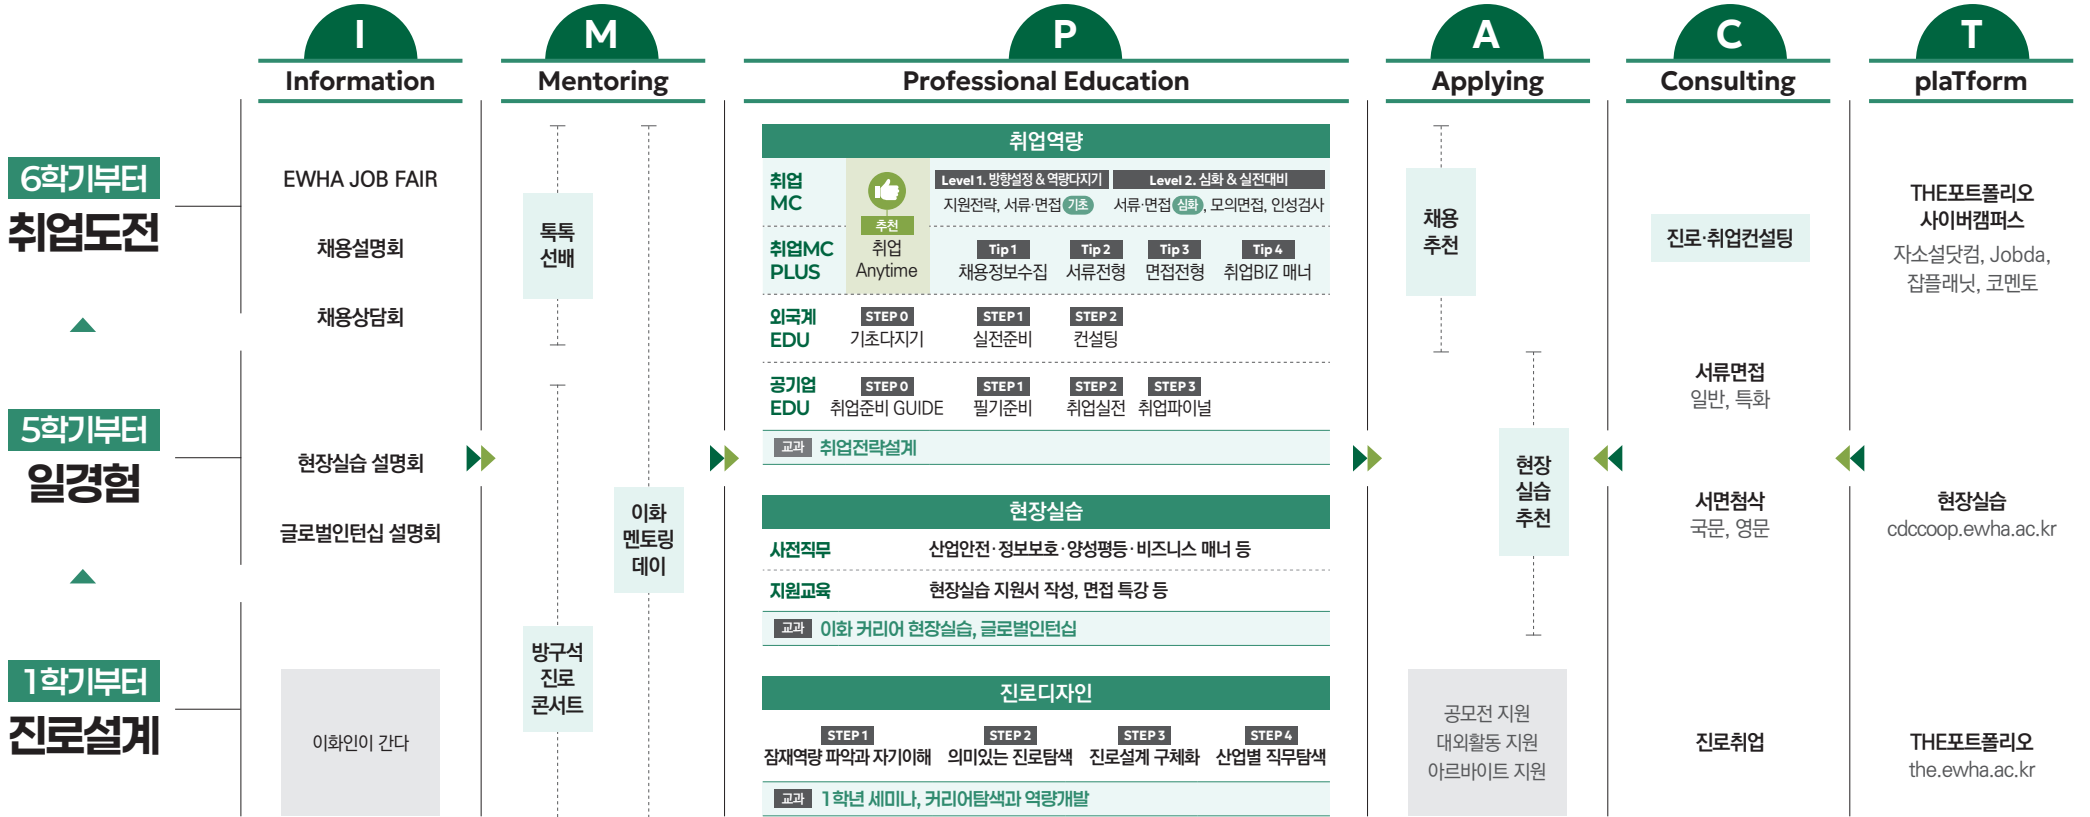 I
M
P
A
C
T
Information
Mentoring
Professional Education
Applying
Consulting
plaTform
6학기부터
취업도전
5학기부터
일경험
1학기부터
진로설계
EWHA JOB FAIR
채용설명회
채용상담회
현장실습 설명회
글로벌인턴십 설명회
이화인이 간다
톡톡
선배
이화
멘토링
데이
방구석
진로
콘서트
취업역량
취업
MC
추천
취업
Anytime
Level 1. 방향설정 & 역량다지기
Level 2. 심화 & 실전대비
지원전략, 서류·면접 기초
서류·면접 심화, 모의면접, 인성검사
취업MC
PLUS
Tip 1
Tip 2
Tip 3
Tip 4
채용정보수집
서류전형
면접전형
취업BIZ 매너
외국계
EDU
STEP 0
STEP 1
STEP 2
기초다지기
실전준비
컨설팅
공기업
EDU
STEP 0
STEP 1
STEP 2
STEP 3
취업준비 GUIDE
필기준비
취업실전
취업파이널
교과 취업전략설계
현장실습
사전직무
산업안전·정보보호·양성평등·비즈니스 매너 등
지원교육
현장실습 지원서 작성, 면접 특강 등
교과 이화 커리어 현장실습, 글로벌인턴십
진로디자인
STEP 1
STEP 2
STEP 3
STEP 4
잠재역량 파악과 자기이해
의미있는 진로탐색
진로설계 구체화
산업별 직무탐색
교과 1학년 세미나, 커리어탐색과 역량개발
채용
추천
현장
실습
추천
공모전 지원
대외활동 지원
아르바이트 지원
진로·취업컨설팅
서류면접
일반, 특화
서면첨삭
국문, 영문
진로취업
THE포트폴리오
사이버캠퍼스
자소설닷컴, Jobda,
잡플래닛, 코멘토
현장실습
cdccoop.ewha.ac.kr
THE포트폴리오
the.ewha.ac.kr